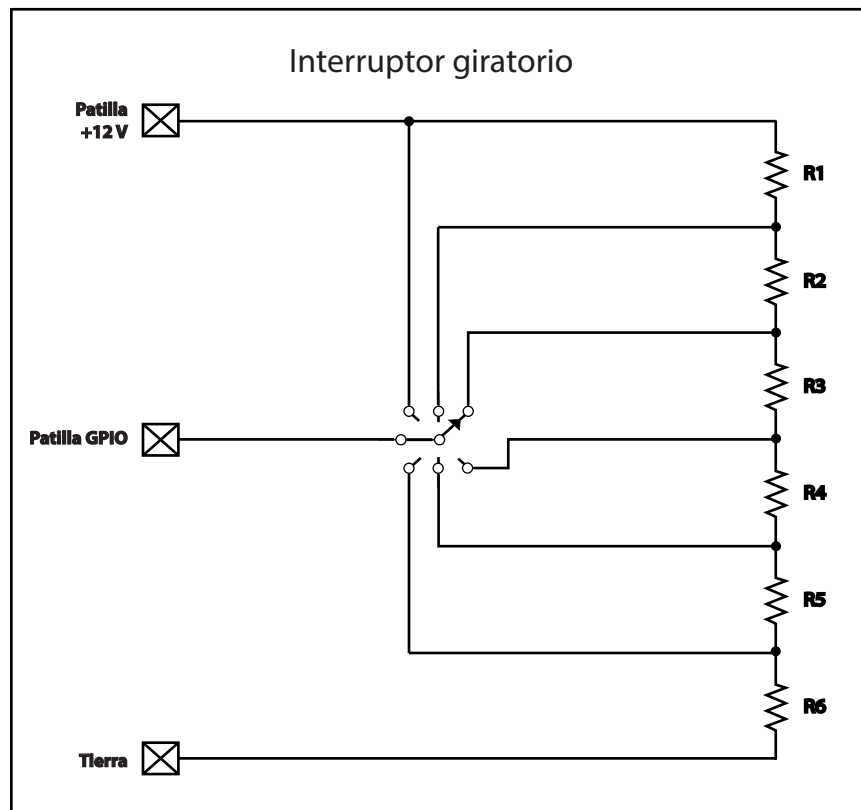 Interruptor giratorio
Patilla
+12 V
R1
R2
R3
Patilla GPIO
R4
R5
R6
Tierra